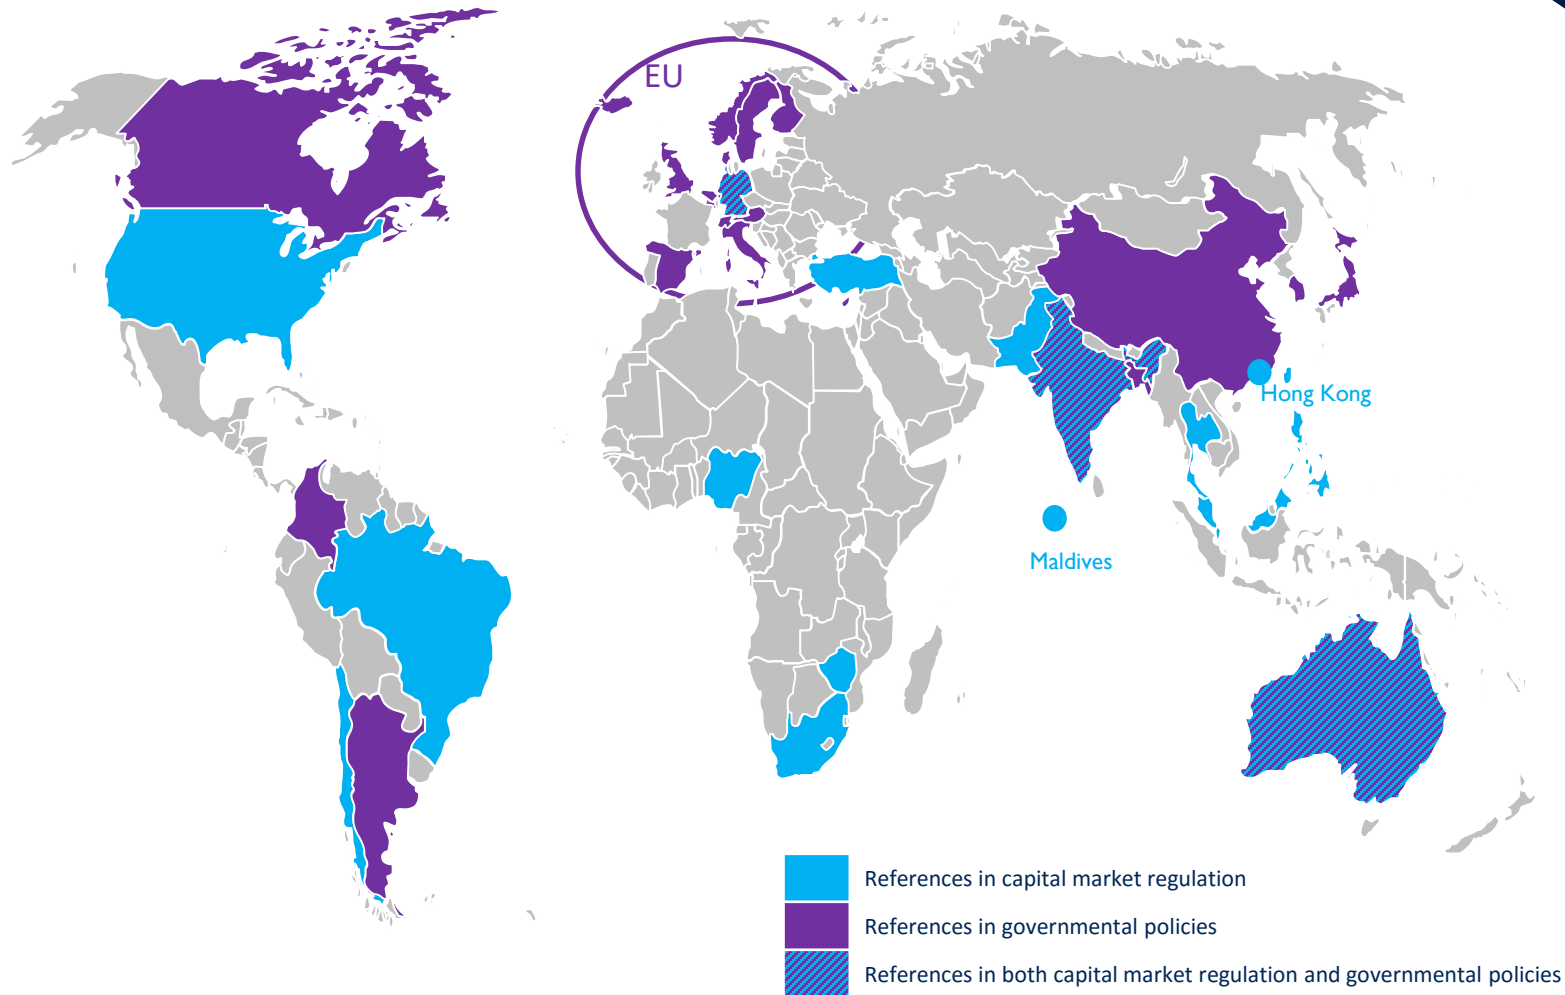 EU
Hong Kong
Maldives
References in capital market regulation
References in governmental policies
References in both capital market regulation and governmental policies